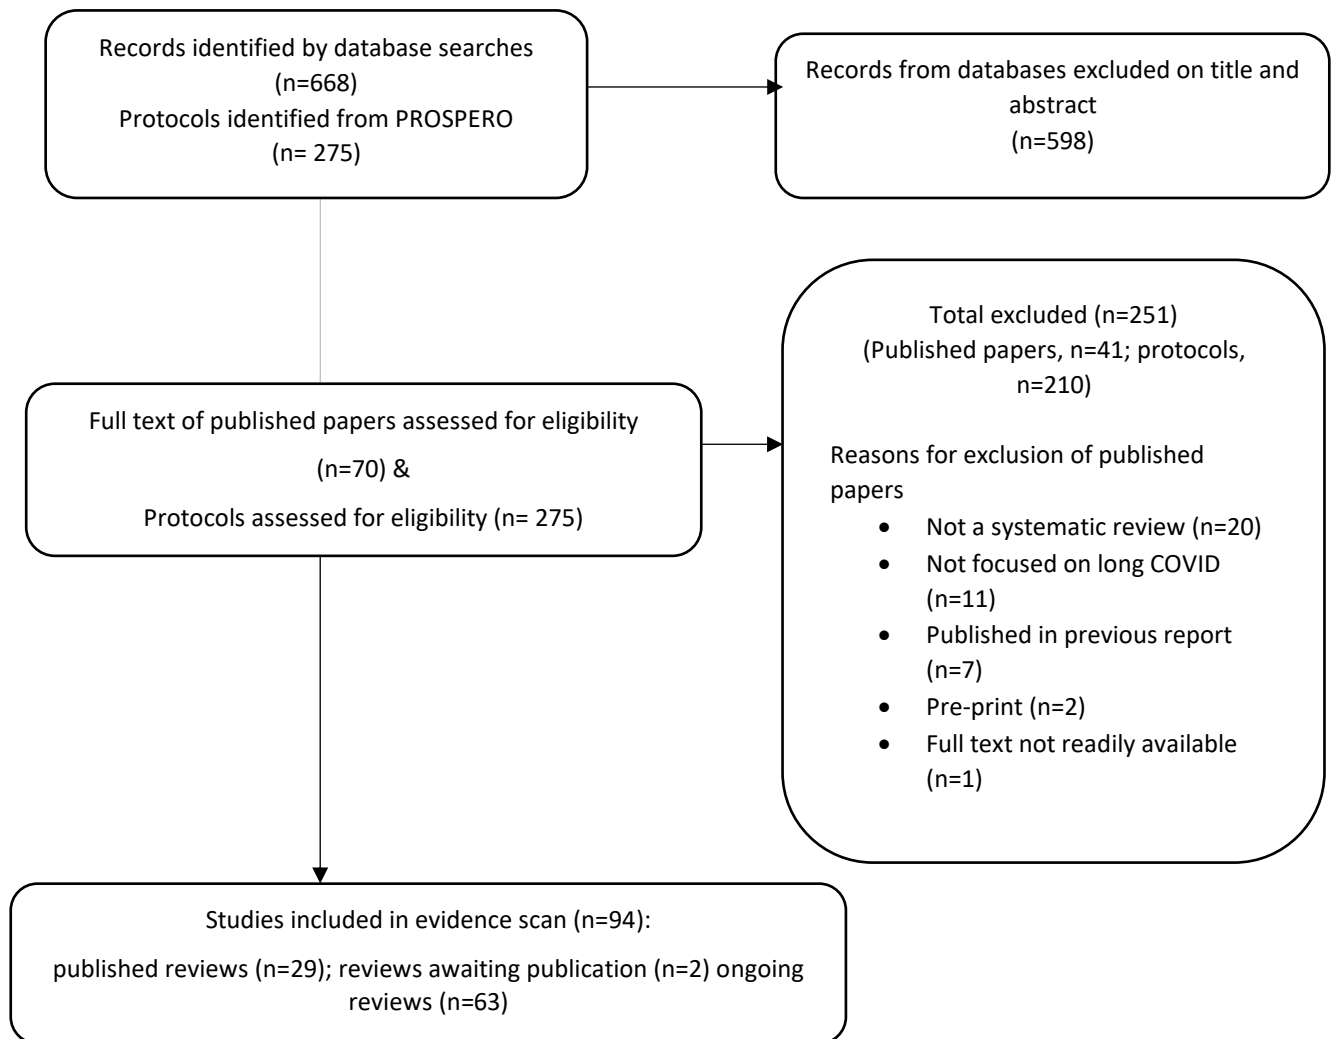 Records identified by database searches
(n=668)
Protocols identified from PROSPERO
(n= 275)
Records from databases excluded on title and
abstract
(n=598)
Total excluded (n=251)
(Published papers, n=41; protocols,
n=210)
Reasons for exclusion of published
papers
• Not a systematic review (n=20)
• Not focused on long COVID
(n=11)
• Published in previous report
(n=7)
• Pre-print (n=2)
• Full text not readily available
(n=1)
Full text of published papers assessed for eligibility
(n=70) &
Protocols assessed for eligibility (n= 275)
Studies included in evidence scan (n=94):
published reviews (n=29); reviews awaiting publication (n=2) ongoing
reviews (n=63)